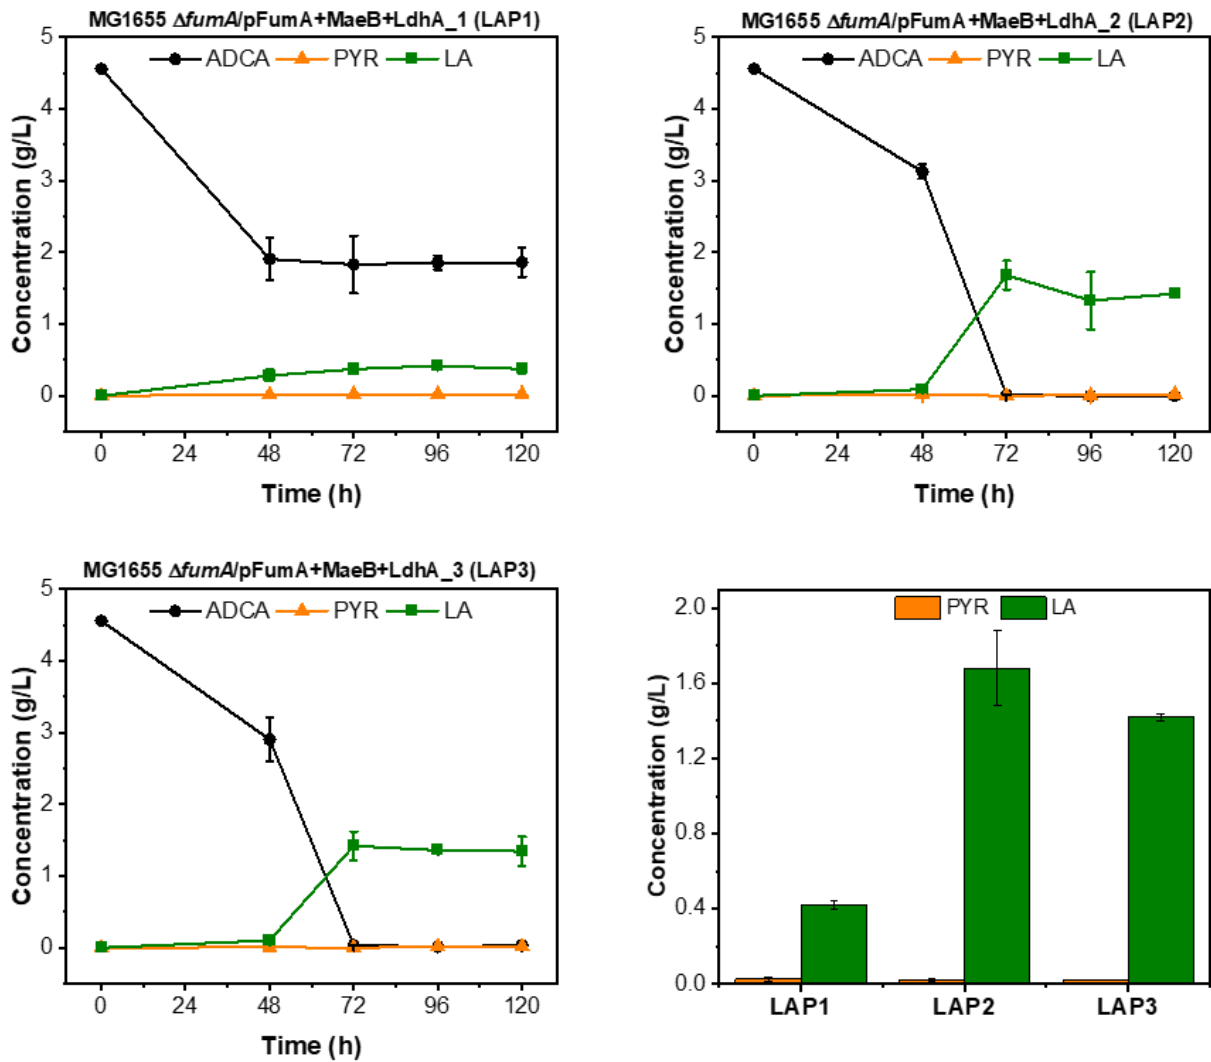 MG1655 ΔfumA/pFumA+MaeB+LdhA_1 (LAP1)
ADCA PYR LA
5
4
3
2
1
0
Concentration (g/L)
0 24 48 72 96 120
Time (h)
MG1655 ΔfumA/pFumA+MaeB+LdhA_2 (LAP2)
ADCA PYR LA
5
4
3
2
1
0
Concentration (g/L)
0 24 48 72 96 120
Time (h)
MG1655 ΔfumA/pFumA+MaeB+LdhA_3 (LAP3)
ADCA PYR LA
5
4
3
2
1
0
Concentration (g/L)
0 24 48 72 96 120
Time (h)
PYR LA
2.0
1.6
1.2
0.8
0.4
0.0
Concentration (g/L)
LAP1 LAP2 LAP3